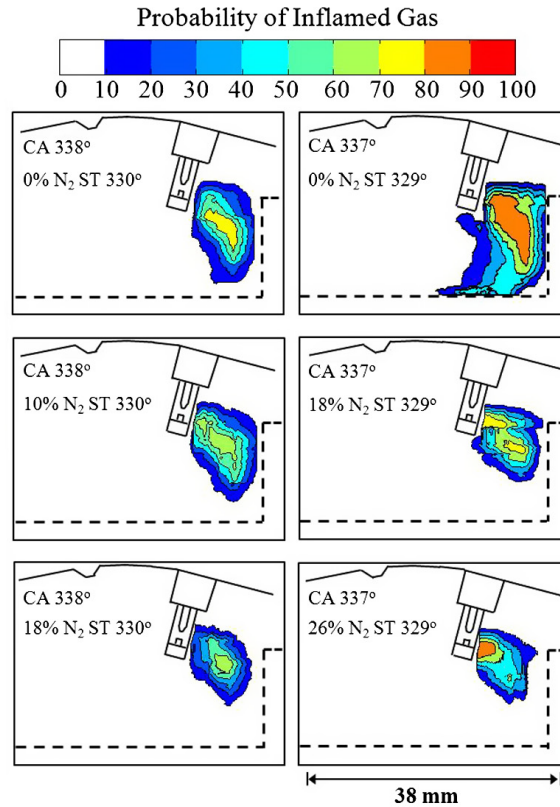 Probability of Inflamed Gas
0 10 20 30 40 50 60 70 80 90 100
CA 338°
0% N₂ ST 330°
CA 337°
0% N₂ ST 329°
CA 338°
10% N₂ ST 330°
CA 337°
18% N₂ ST 329°
CA 338°
18% N₂ ST 330°
CA 337°
26% N₂ ST 329°
38 mm